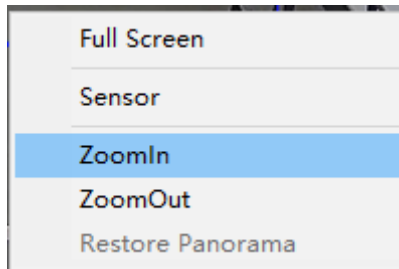 Full Screen
Sensor
ZoomIn
ZoomOut
Restore Panorama